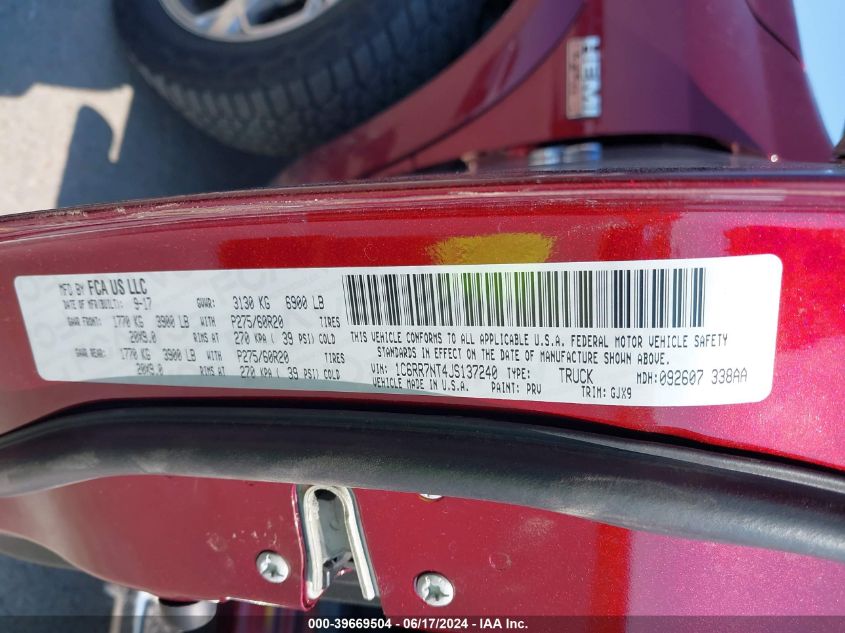 HEMI
MFD BY FCA US LLC
DATE OF MFR(BUILT): 9-17 GVWR: 3130 KG 6900 LB
GAWR FRONT: 1770 KG 3900 LB WITH P275/60R20 TIRES
20X9.0 RIMS AT 270 KPA ( 39 PSI) COLD
GAWR REAR: 1770 KG 3900 LB WITH P275/60R20 TIRES
20X9.0 RIMS AT 270 KPA ( 39 PSI) COLD
THIS VEHICLE CONFORMS TO ALL APPLICABLE U.S.A. FEDERAL MOTOR VEHICLE SAFETY
STANDARDS IN EFFECT ON THE DATE OF MANUFACTURE SHOWN ABOVE.
VIN: 1C6RR7NT4JS137240 TYPE: TRUCK MDH: 092607 338AA
VEHICLE MADE IN U.S.A. PAINT: PRV TRIM: GJX9
000-39669504 - 06/17/2024 - IAA Inc.